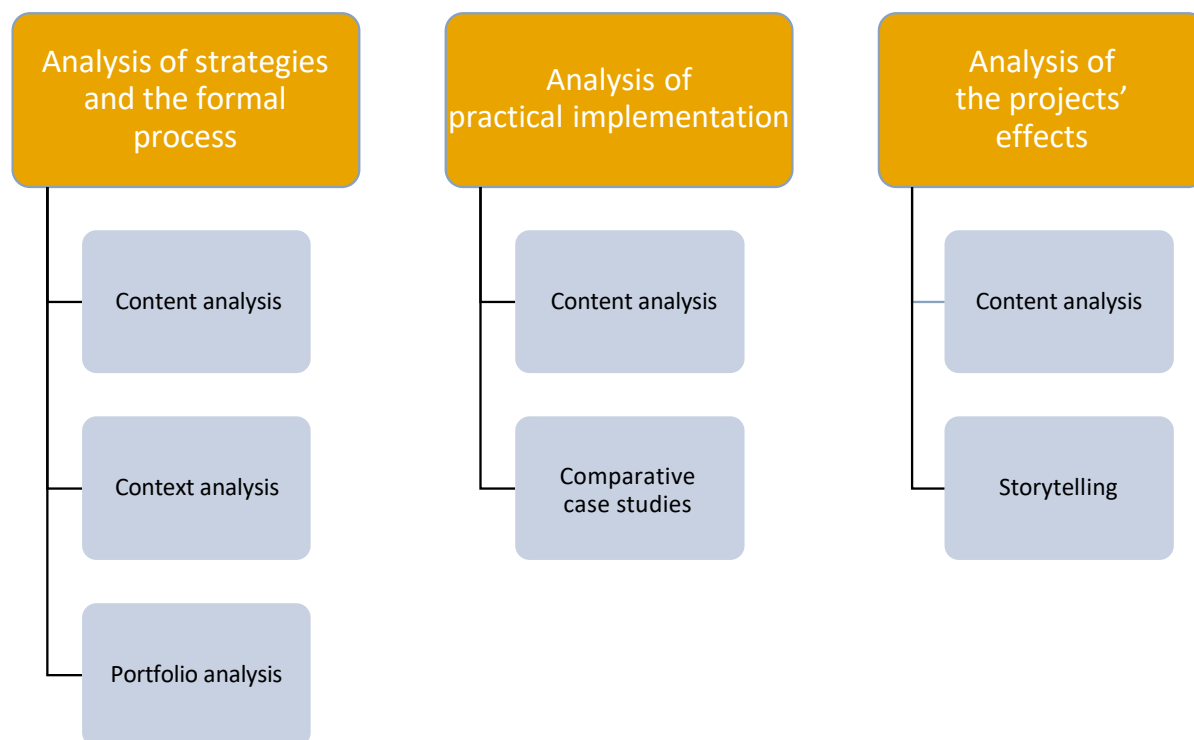 Analysis of strategies
and the formal
process
Content analysis
Context analysis
Portfolio analysis
Analysis of
practical implementation
Content analysis
Comparative
case studies
Analysis of
the projects’
effects
Content analysis
Storytelling